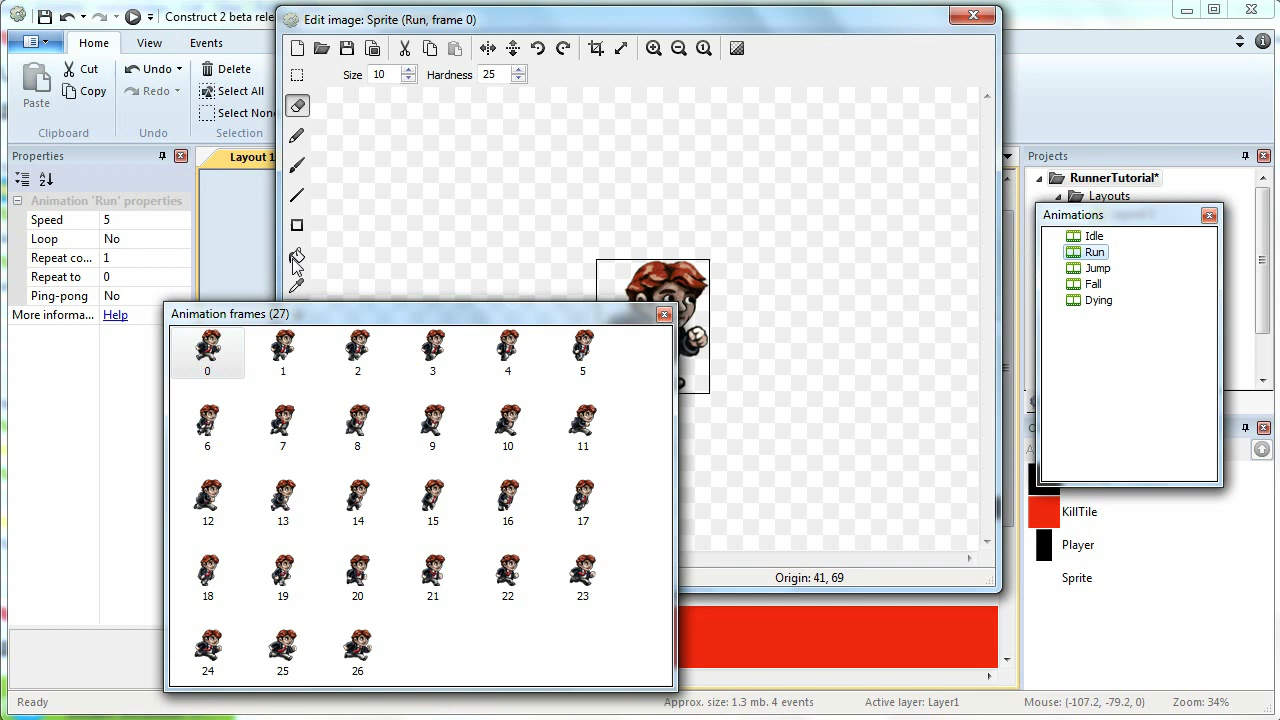 Construct 2 beta rele
Edit image: Sprite (Run, frame 0)
Home View Events
Paste
Cut
Copy
Undo
Redo
Delete
Select All
Select None
Clipboard
Undo
Selection
Size 10 Hardness 25
Properties
Layout 1
Projects
RunnerTutorial*
Layouts
Animation 'Run' properties
Speed 5
Loop No
Repeat co... 1
Repeat to 0
Ping-pong No
More informa... Help
Animations
Idle
Run
Jump
Fall
Dying
Animation frames (27)
0 1 2 3 4 5
6 7 8 9 10 11
12 13 14 15 16 17
18 19 20 21 22 23
24 25 26
KillTile
Player
Sprite
Origin: 41, 69
Ready
Approx. size: 1.3 mb. 4 events
Active layer: Layer1
Mouse: (-107.2, -79.2, 0)
Zoom: 34%